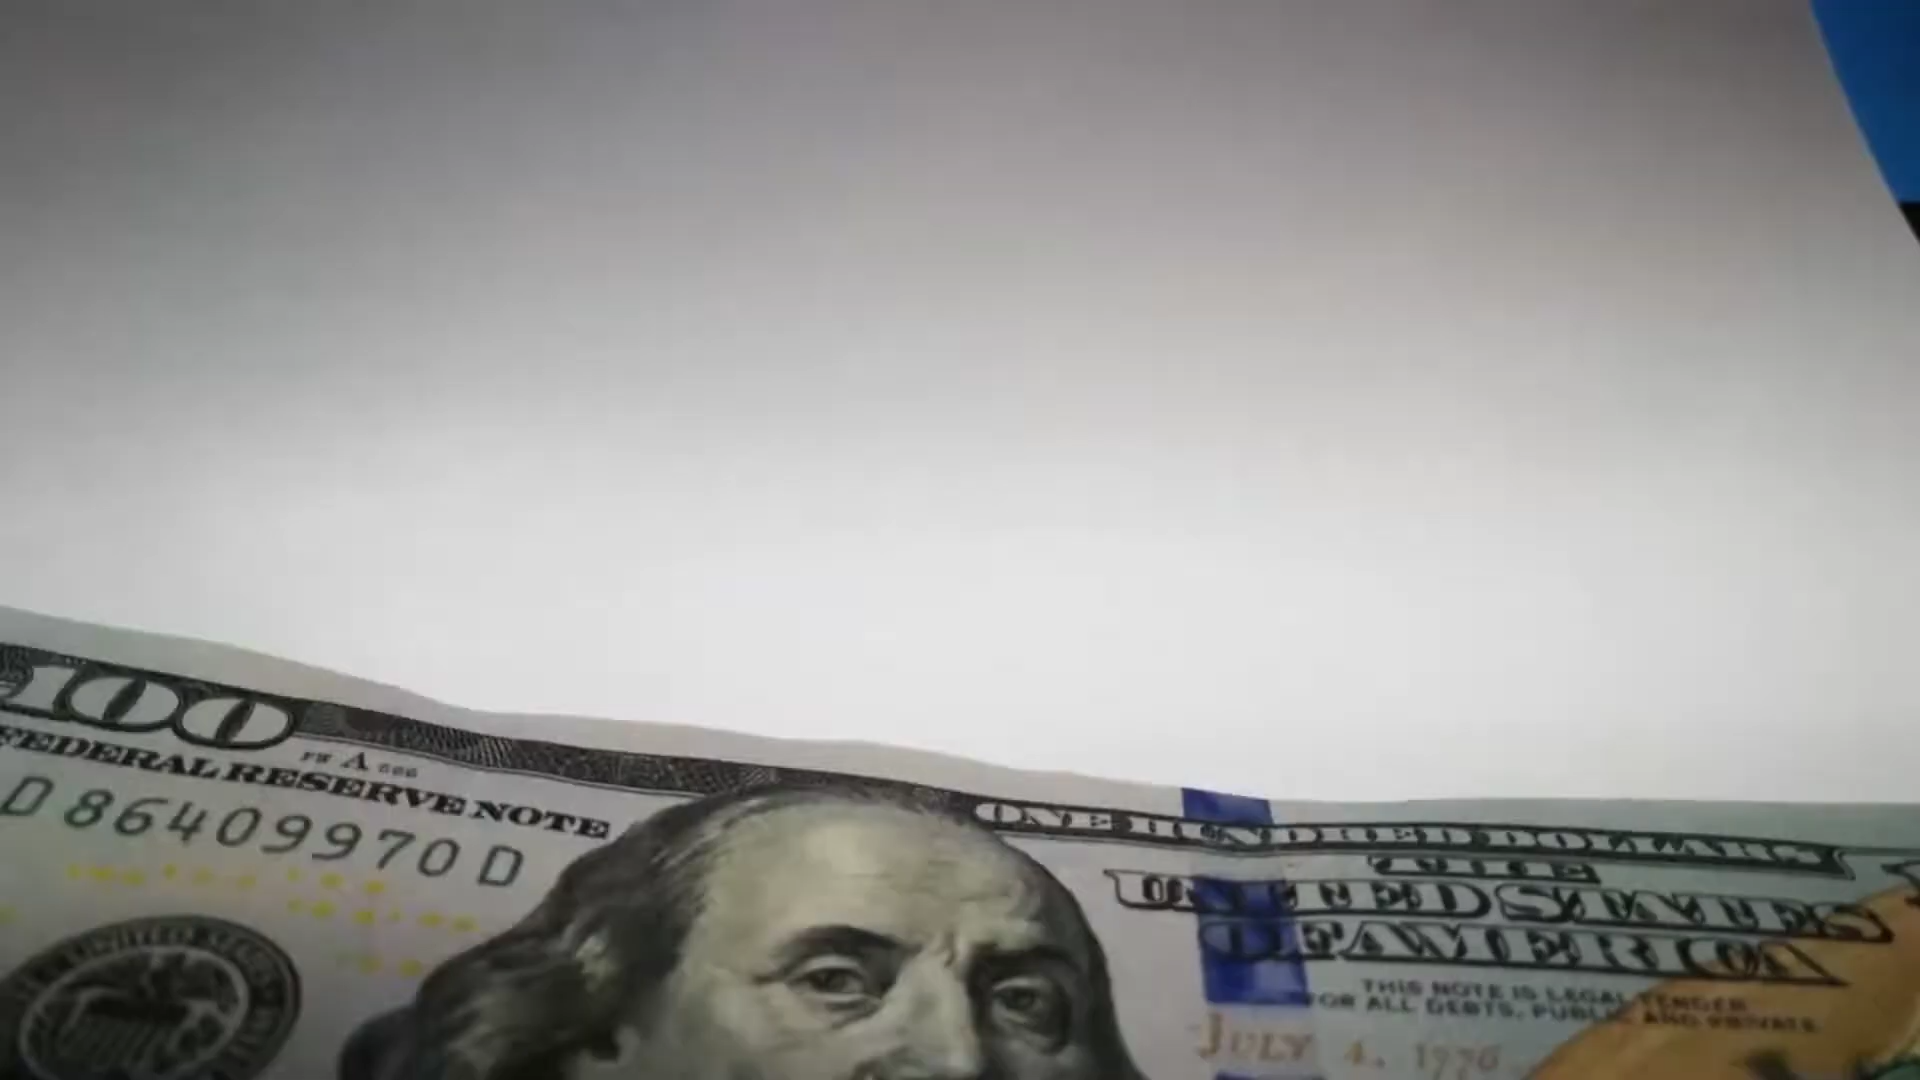 100
FW A
FEDERAL RESERVE NOTE
D 86409970 D
ONE HUNDRED DOLLARS
THE
UNITED STATES
OF AMERICA
THIS NOTE IS LEGAL TENDER
FOR ALL DEBTS, PUBLIC AND PRIVATE
JULY 4, 1776